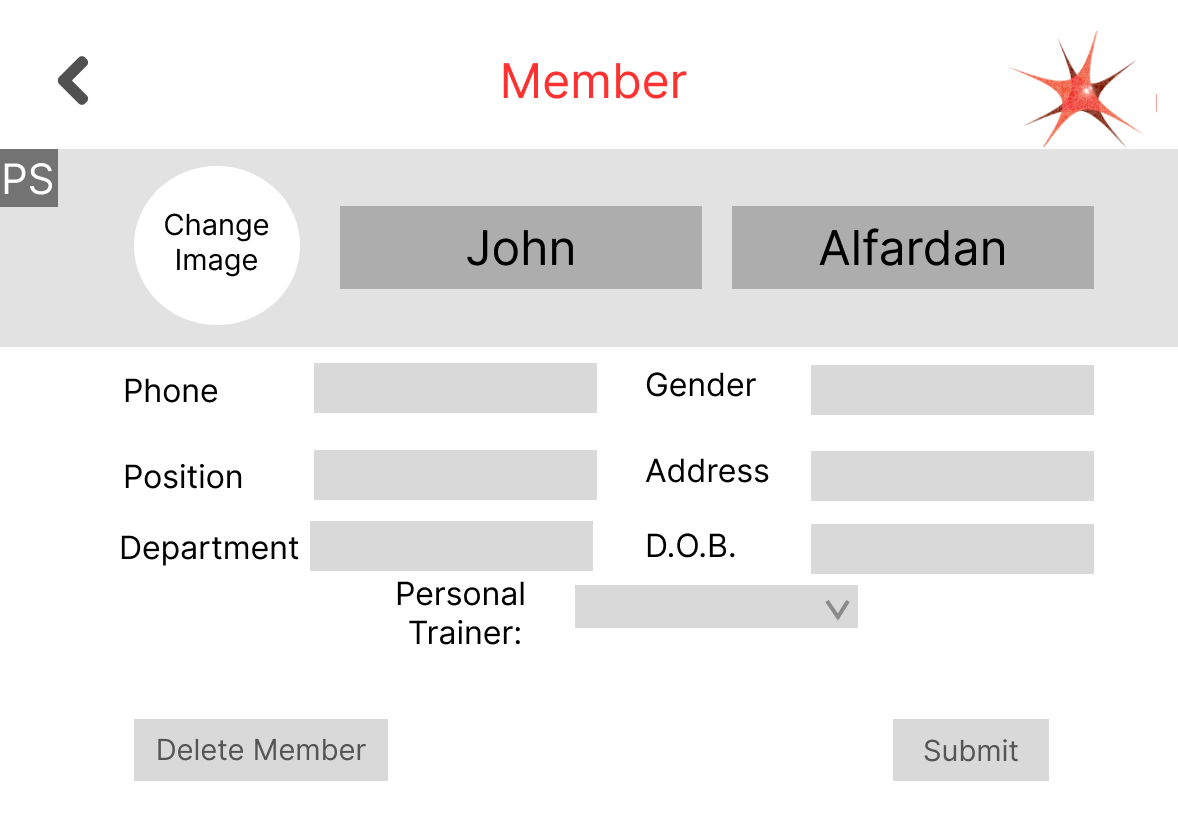 Member
PS
Change
Image
John
Alfardan
Phone
Gender
Position
Address
Department
D.O.B.
Personal
Trainer:
Delete Member
Submit